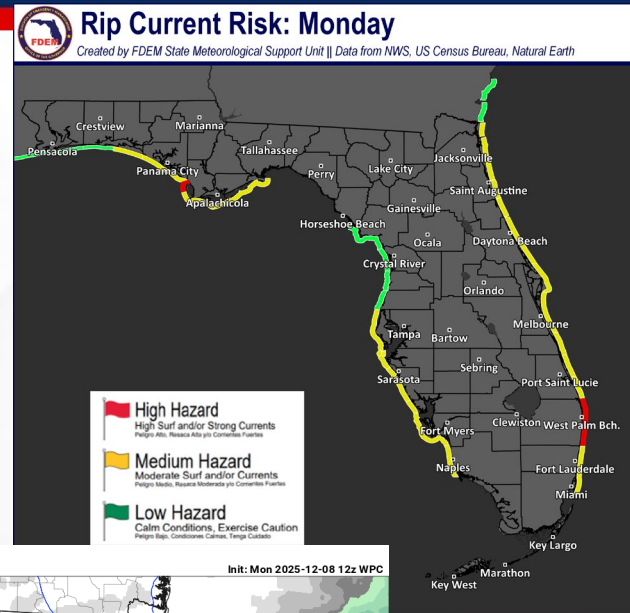 Rip Current Risk: Monday
FDEM
Created by FDEM State Meteorological Support Unit || Data from NWS, US Census Bureau, Natural Earth
Crestview
Marianna
Pensacola
Tallahassee
Jacksonville
Panama City
Perry
Lake City
Saint Augustine
Apalachicola
Gainesville
Horseshoe Beach
Ocala
Daytona Beach
Crystal River
Orlando
Melbourne
Tampa
Bartow
Sebring
Sarasota
Port Saint Lucie
Clewiston
West Palm Bch.
Fort Myers
Naples
Fort Lauderdale
Miami
Key Largo
Marathon
Key West
High Hazard
High Surf and/or Strong Currents
Peligro Alto, Resaca Alta y/o Corrientes Fuertes
Medium Hazard
Moderate Surf and/or Currents
Peligro Medio, Resaca Moderada y/o Corrientes Fuertes
Low Hazard
Calm Conditions, Exercise Caution
Peligro Bajo, Condiciones Calmas, Tenga Cuidado
Init: Mon 2025-12-08 12z WPC